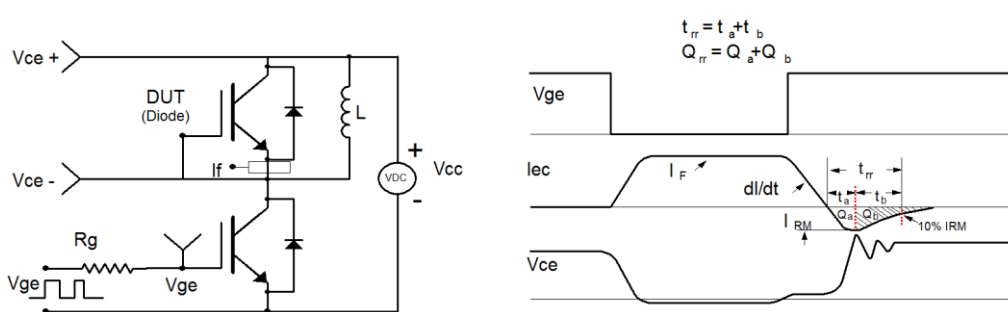 Vce +
DUT
(Diode)
L
If
Vce -
+
VDC
-
Vcc
Rg
Vge
Vge
t rr = t a + t b
Q rr = Q a + Q b
Vge
Iec
I F
dI/dt
t rr
t a
t b
Q a
Q b
I RM
10% IRM
Vce